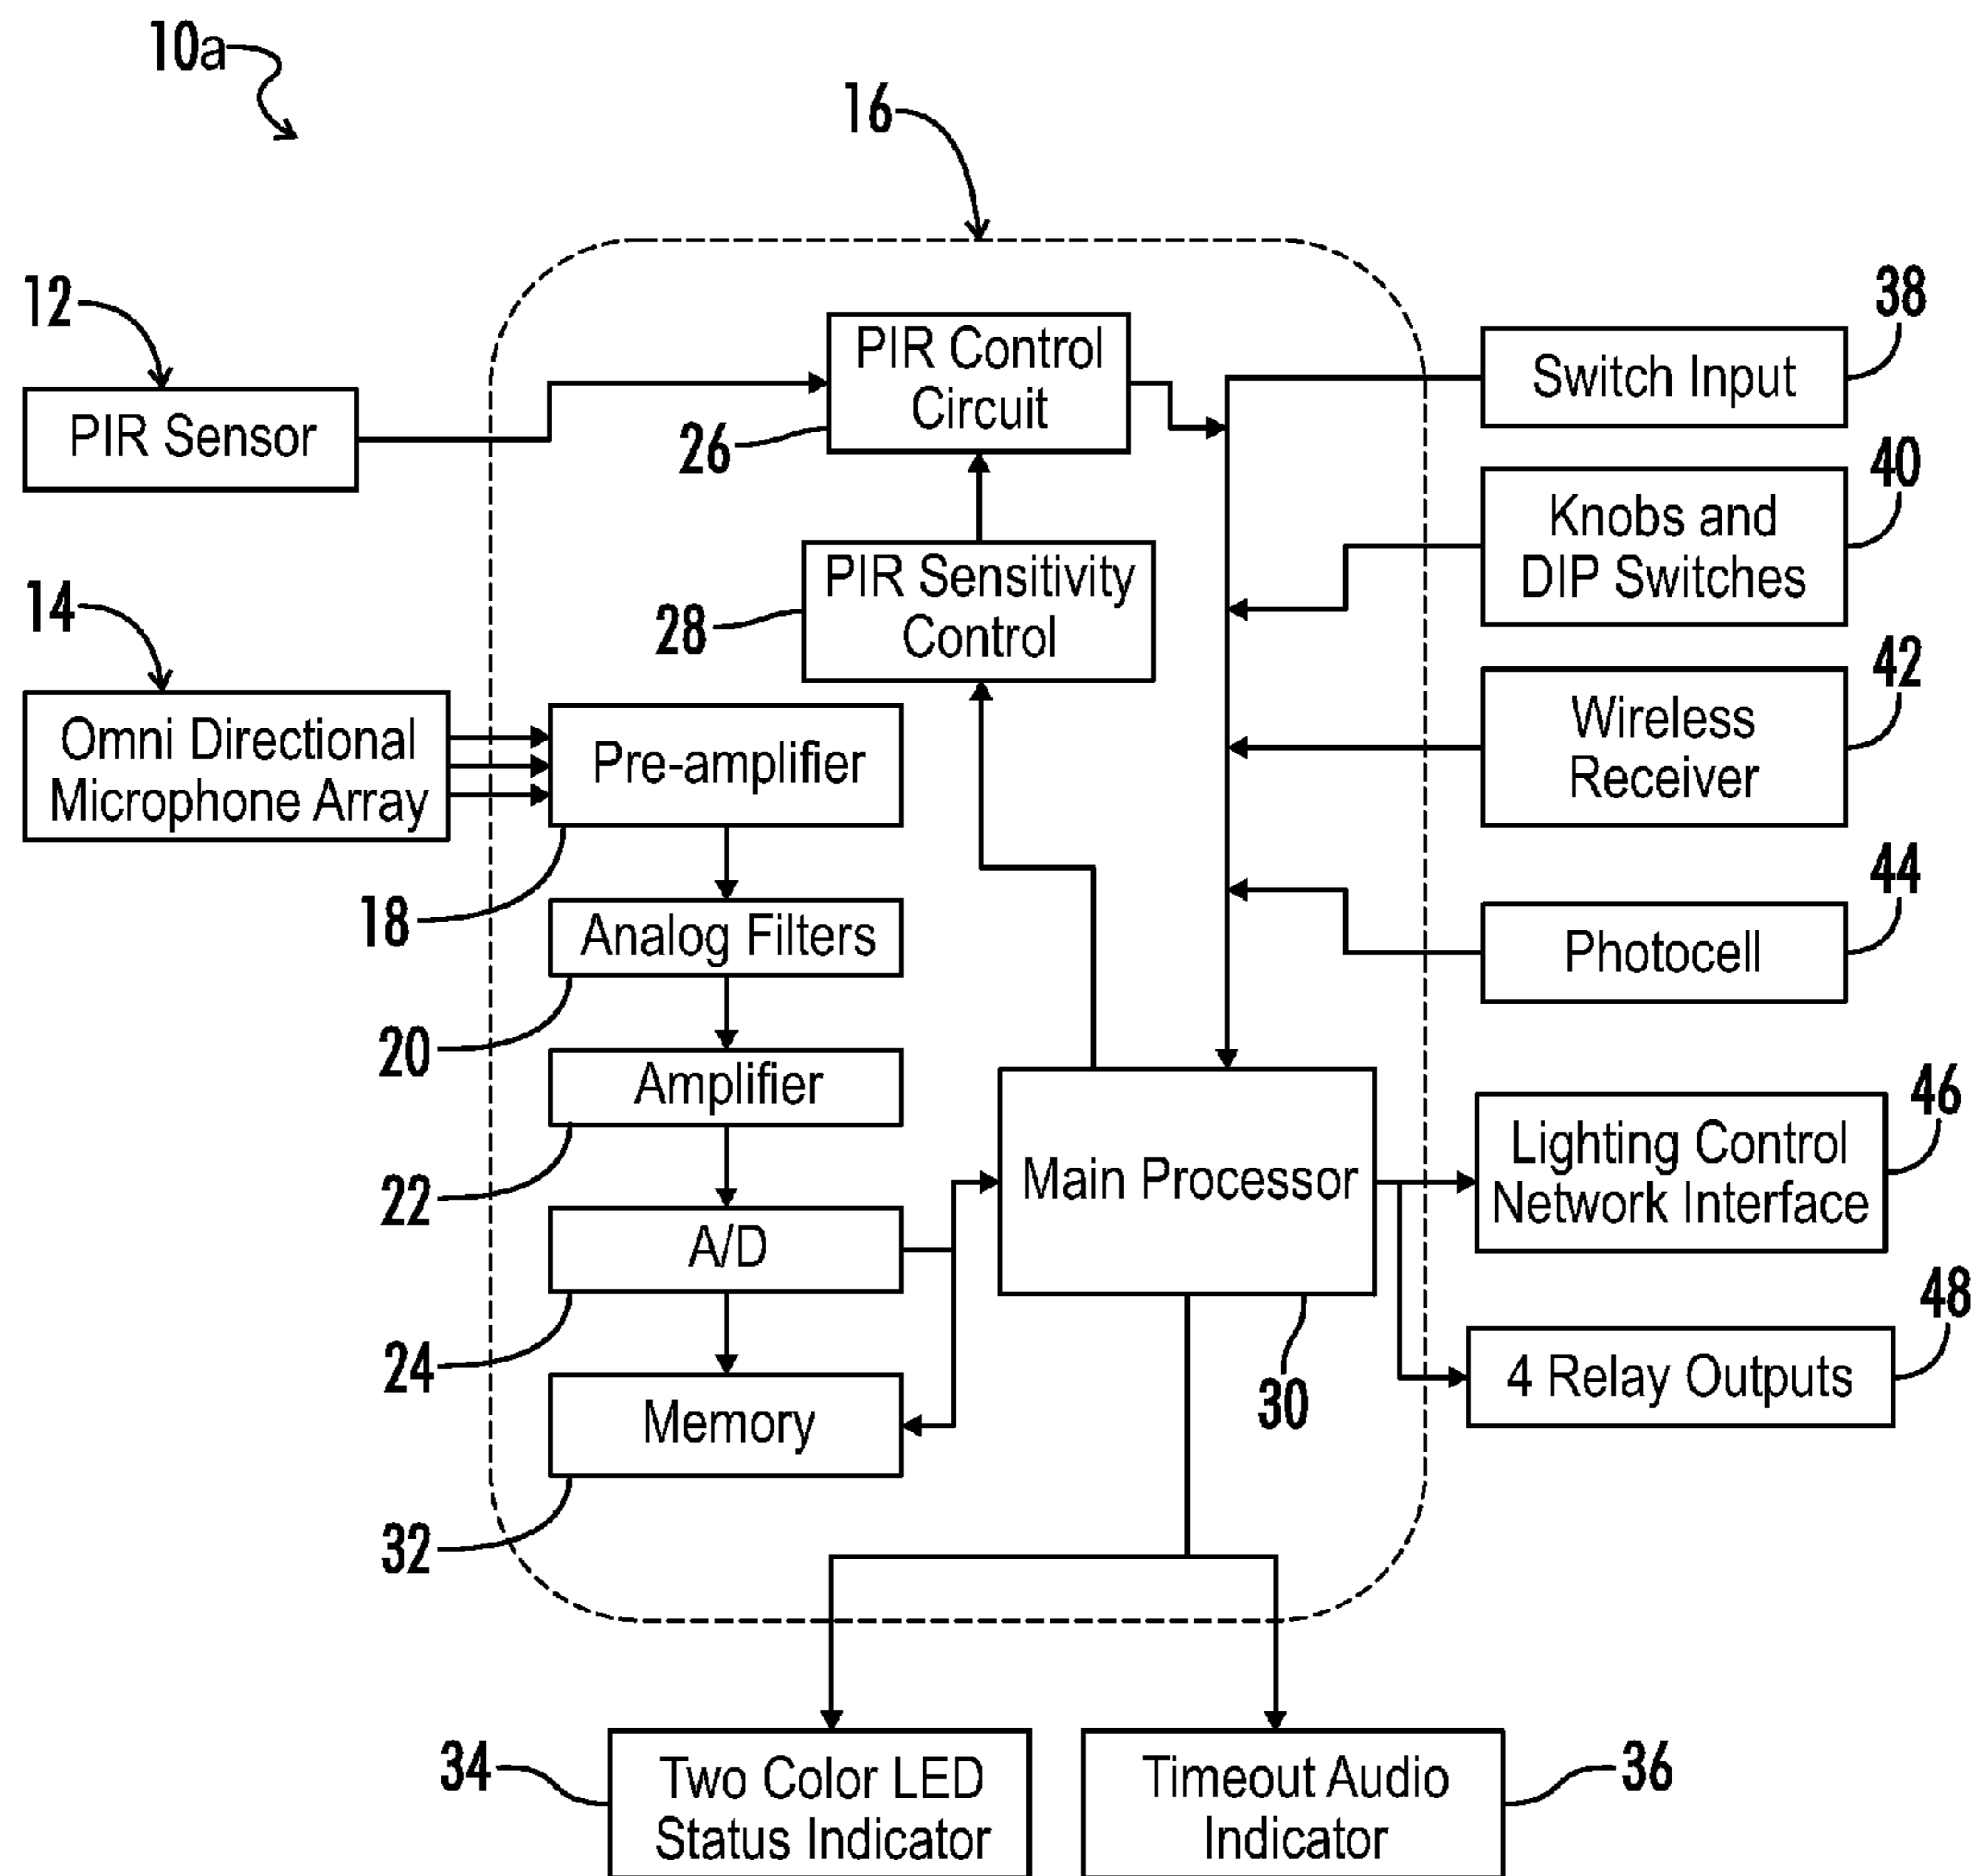 10a
16
12
PIR Sensor
PIR Control
Circuit
26
Switch Input
38
Knobs and
DIP Switches
40
PIR Sensitivity
Control
28
14
Omni Directional
Microphone Array
Pre-amplifier
18
Wireless
Receiver
42
Analog Filters
20
Photocell
44
Amplifier
22
Main Processor
30
Lighting Control
Network Interface
46
A/D
24
4 Relay Outputs
48
Memory
32
34
Two Color LED
Status Indicator
Timeout Audio
Indicator
36